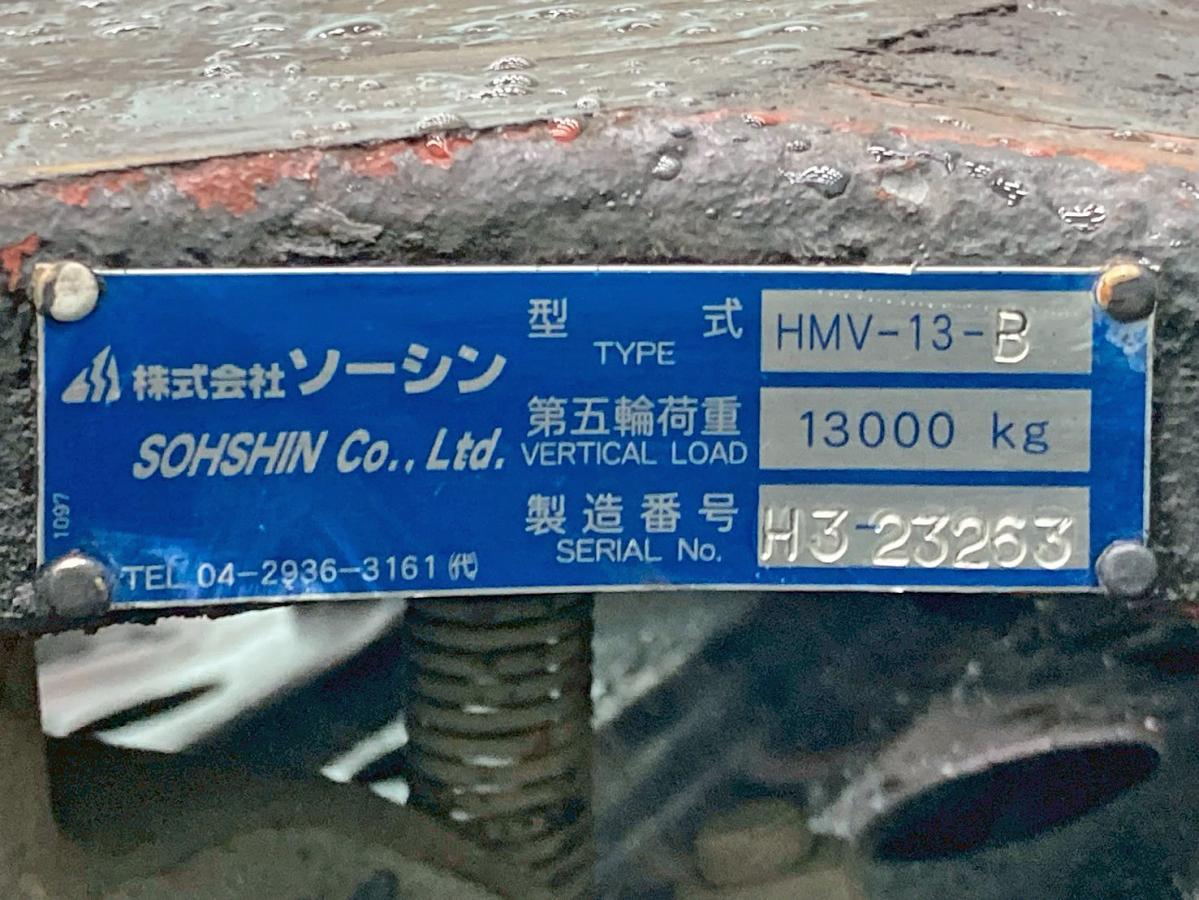 株式会社ソーシン
SOHSHIN Co., Ltd.
1097
TEL 04-2936-3161 ㈹
型 式 HMV-13-B
TYPE
第五輪荷重 13000 kg
VERTICAL LOAD
製造番号 H3-23263
SERIAL No.